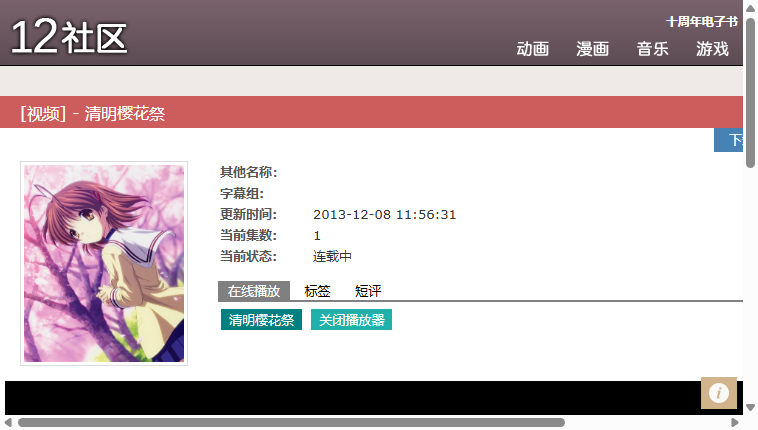 12社区
十周年电子书
动画 漫画 音乐 游戏
[视频] - 清明樱花祭
下
其他名称:
字幕组:
更新时间: 2013-12-08 11:56:31
当前集数: 1
当前状态: 连载中
在线播放 标签 短评
清明樱花祭 关闭播放器
i